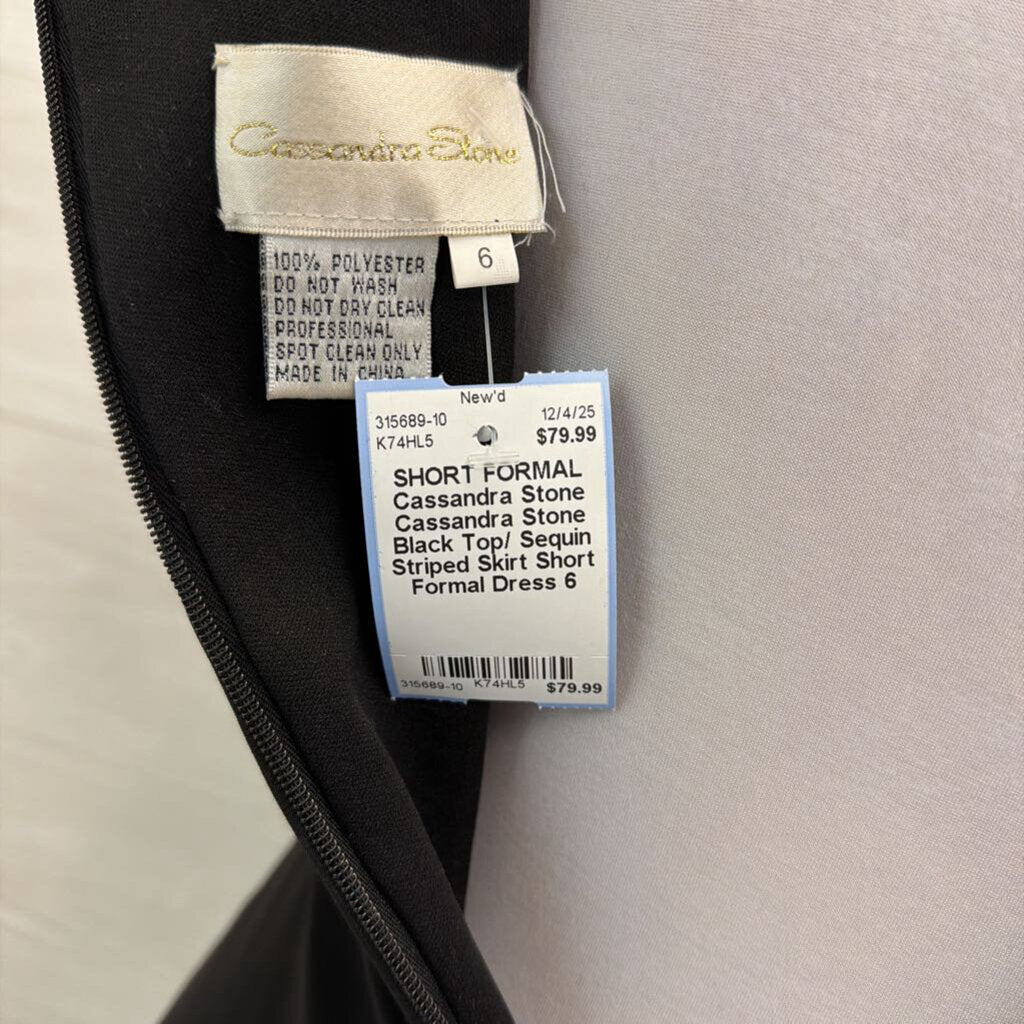 Cassandra Stone
6
100% POLYESTER
DO NOT WASH
DO NOT DRY CLEAN
PROFESSIONAL
SPOT CLEAN ONLY
MADE IN CHINA
New'd
315689-10 12/4/25
K74HL5 $79.99
SHORT FORMAL
Cassandra Stone
Cassandra Stone
Black Top/ Sequin
Striped Skirt Short
Formal Dress 6
315689-10 K74HL5 $79.99